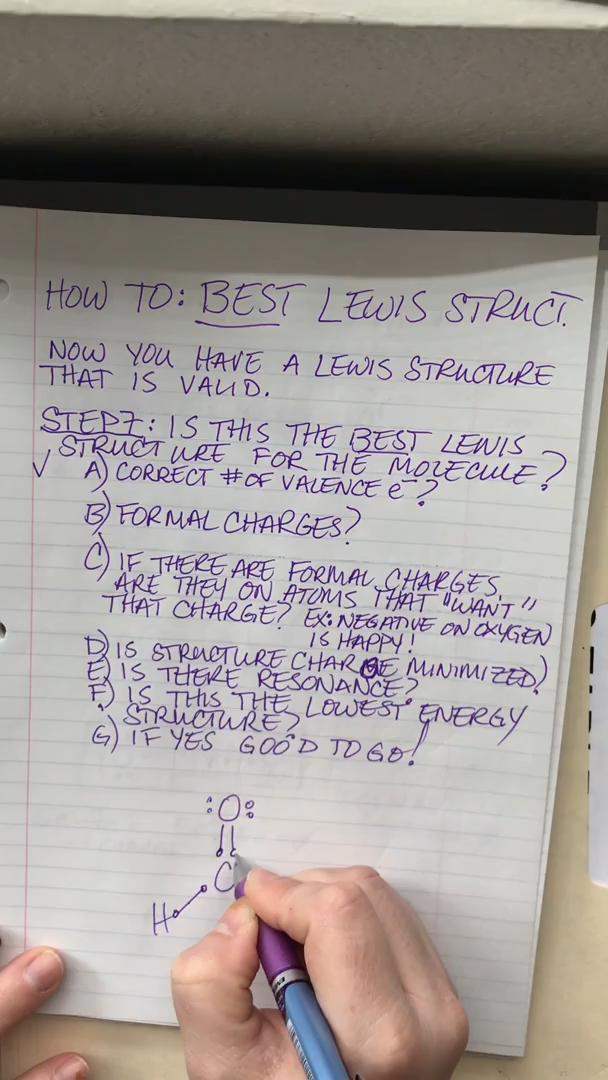 HOW TO: BEST LEWIS STRUCT.
NOW YOU HAVE A LEWIS STRUCTURE
THAT IS VALID.
STEP 7: IS THIS THE BEST LEWIS
STRUCTURE FOR THE MOLECULE?
✓ A) CORRECT # OF VALENCE e⁻?
B) FORMAL CHARGES?
C) IF THERE ARE FORMAL CHARGES,
ARE THEY ON ATOMS THAT "WANT"
THAT CHARGE? EX: NEGATIVE ON OXYGEN
IS HAPPY!
D) IS STRUCTURE CHARGE MINIMIZED?
E) IS THERE RESONANCE?
F) IS THIS THE LOWEST ENERGY
STRUCTURE?
G) IF YES GOOD TO GO!
:O:
C
H